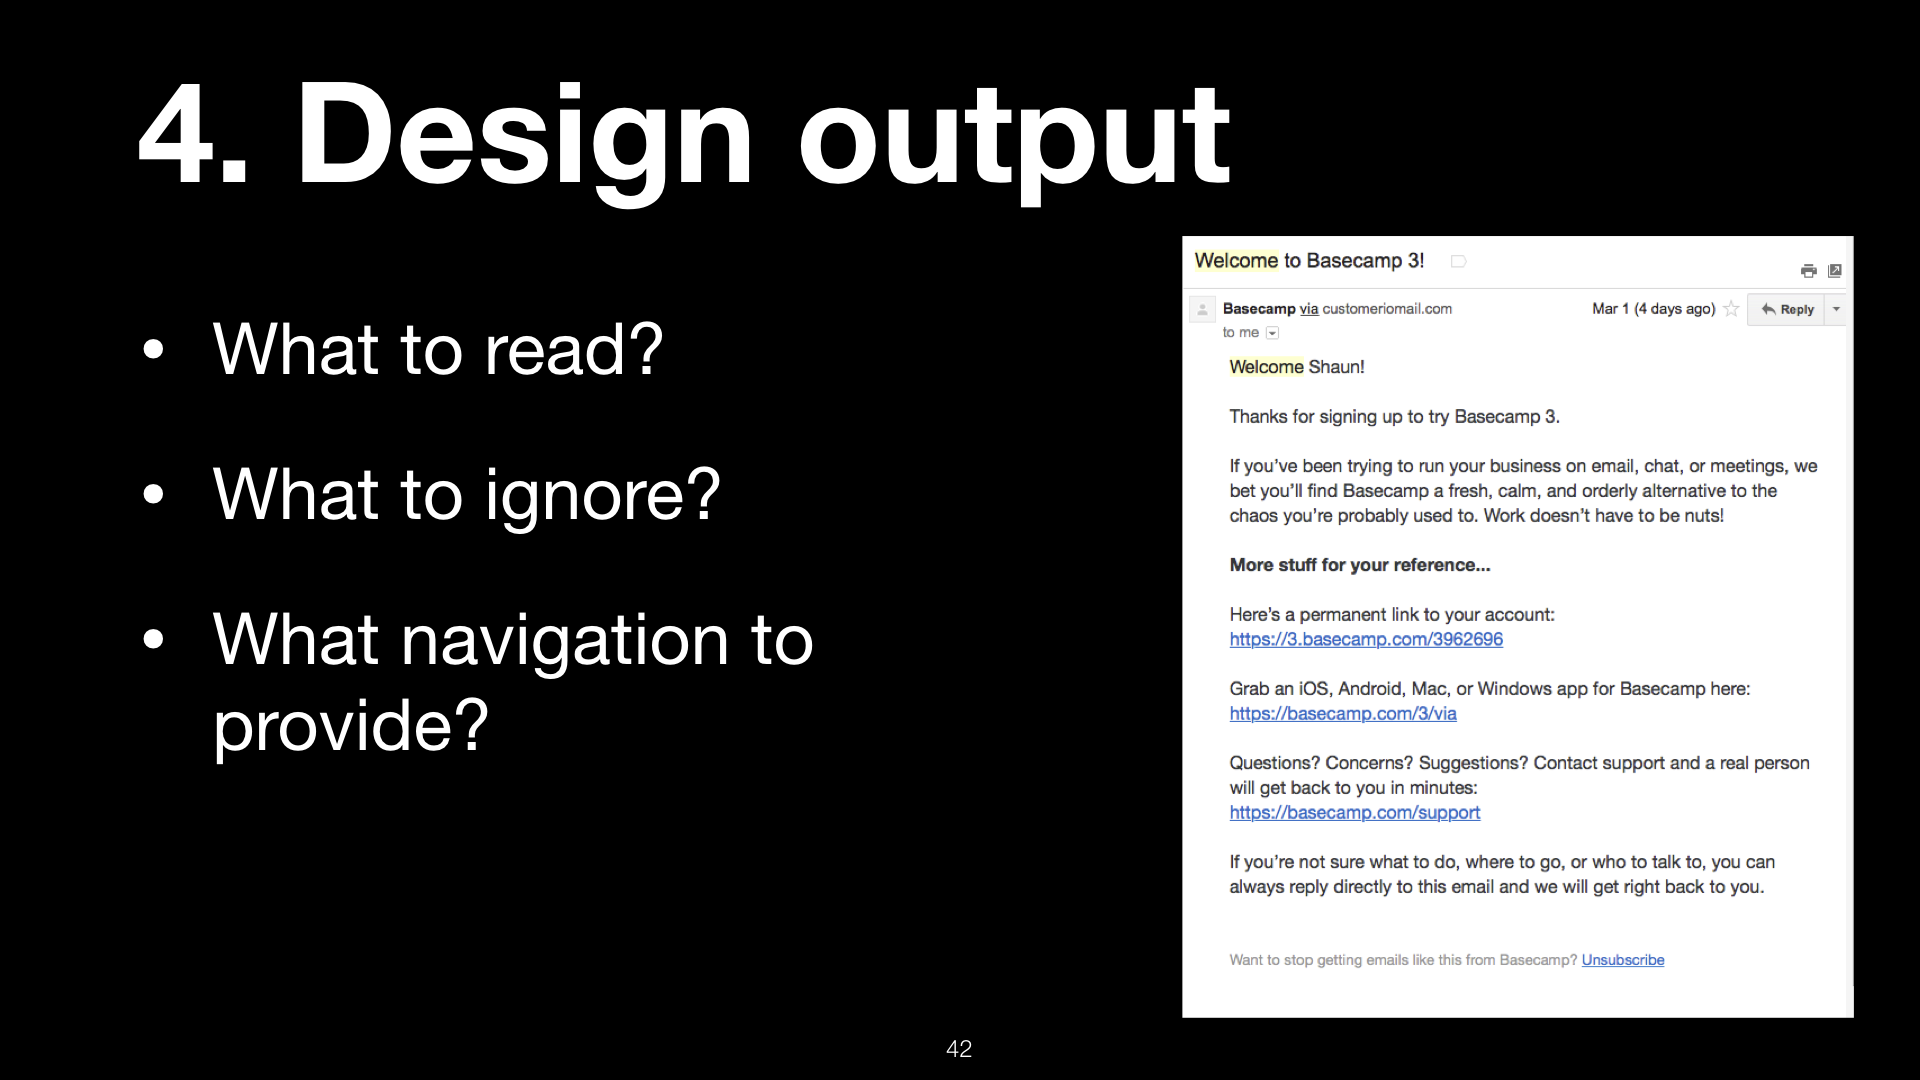 4. Design output
• What to read?
• What to ignore?
• What navigation to
provide?
Welcome to Basecamp 3!
Basecamp via customeriomail.com
Mar 1 (4 days ago)
Reply
to me
Welcome Shaun!
Thanks for signing up to try Basecamp 3.
If you’ve been trying to run your business on email, chat, or meetings, we
bet you’ll find Basecamp a fresh, calm, and orderly alternative to the
chaos you’re probably used to. Work doesn’t have to be nuts!
More stuff for your reference...
Here’s a permanent link to your account:
https://3.basecamp.com/3962696
Grab an iOS, Android, Mac, or Windows app for Basecamp here:
https://basecamp.com/3/via
Questions? Concerns? Suggestions? Contact support and a real person
will get back to you in minutes:
https://basecamp.com/support
If you’re not sure what to do, where to go, or who to talk to, you can
always reply directly to this email and we will get right back to you.
Want to stop getting emails like this from Basecamp? Unsubscribe
42